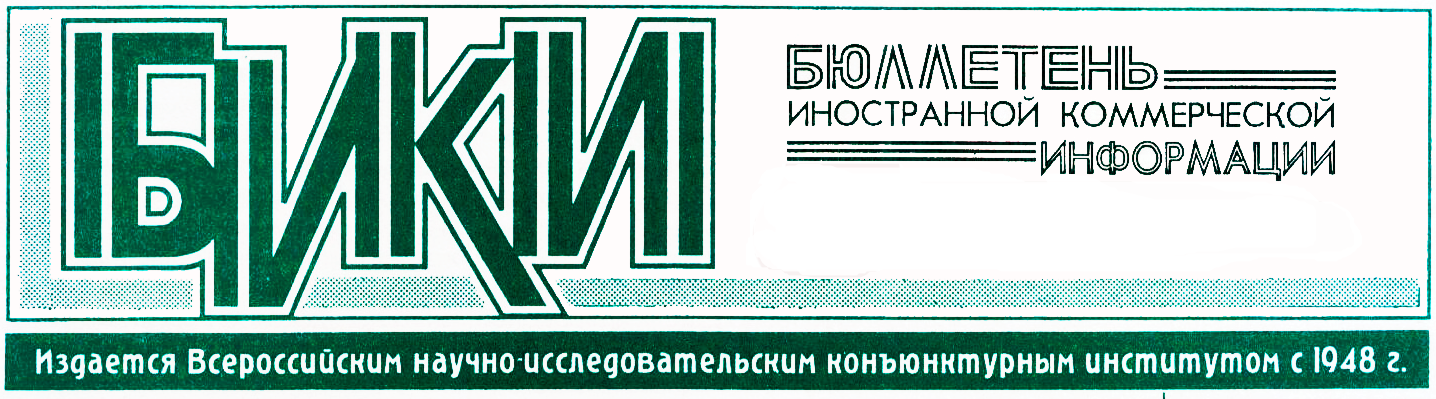 БИКИ
БЮЛЛЕТЕНЬ
ИНОСТРАННОЙ КОММЕРЧЕСКОЙ
ИНФОРМАЦИИ
Издается Всероссийским научно-исследовательским конъюнктурным институтом с 1948 г.